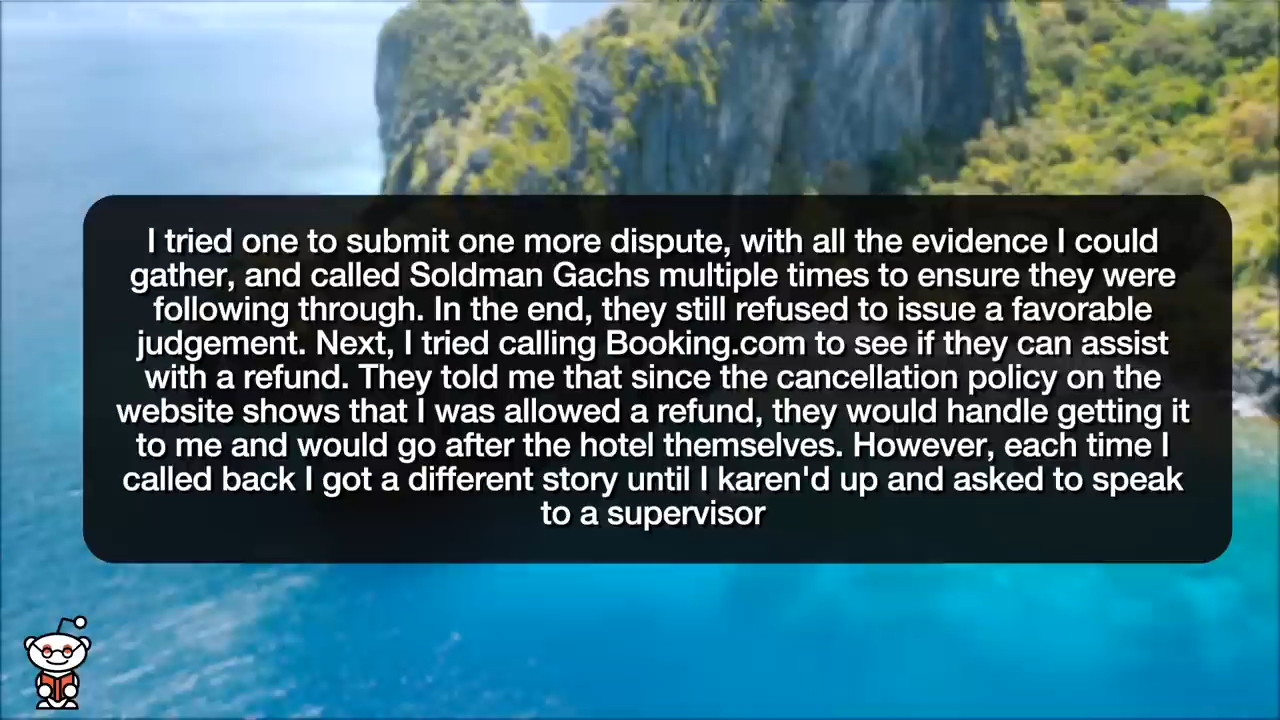 I tried one to submit one more dispute, with all the evidence I could
gather, and called Soldman Gachs multiple times to ensure they were
following through. In the end, they still refused to issue a favorable
judgement. Next, I tried calling Booking.com to see if they can assist
with a refund. They told me that since the cancellation policy on the
website shows that I was allowed a refund, they would handle getting it
to me and would go after the hotel themselves. However, each time I
called back I got a different story until I karen'd up and asked to speak
to a supervisor